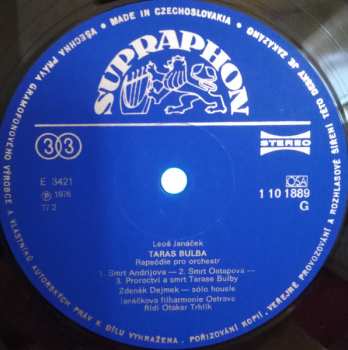 MADE IN CZECHOSLOVAKIA • VŠECHNA PRÁVA GRAMOFONOVÉHO VÝROBCE A VLASTNÍKŮ AUTORSKÝCH PRÁV K DÍLU VYHRAZENA. POŘIZOVÁNÍ KOPIÍ - VEŘEJNÉ PROVOZOVÁNÍ A ROZHLASOVÉ ŠÍŘENÍ TÉTO DESKY JE ZAKÁZÁNO •
SUPRAPHON
33
STEREO
E 3421
Ⓟ 1976
77 2
OSA
1 10 1889
G
Leoš Janáček
TARAS BULBA
Rapsódie pro orchestr
1. Smrt Andrijova — 2. Smrt Ostapova —
3. Proroctví a smrt Tarase Bulby
Zdeněk Dejmek - sólo housle
Janáčkova filharmonie Ostrava
Řídí Otakar Trhlík